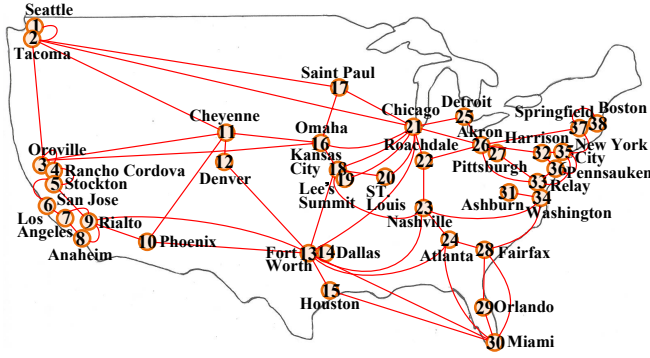 Seattle
1
2
Tacoma
Saint Paul
17
Cheyenne
11
12
Denver
Omaha
16
Kansas
City
18
19
Lee's
Summit
20
ST.
Louis
Chicago
21
Detroit
25
Roachdale
22
Akron
26
27
Pittsburgh
Harrison
32
Springfield
37
Boston
38
New York
City
35
36
Pennsauken
33
Relay
34
Washington
31
Ashburn
23
Nashville
24
Atlanta
28
Fairfax
29
Orlando
30
Miami
Oroville
3
4
Rancho Cordova
5
Stockton
6
San Jose
Los
Angeles
7
8
Anaheim
9
Rialto
10
Phoenix
Fort
Worth
13
14
Dallas
Houston
15